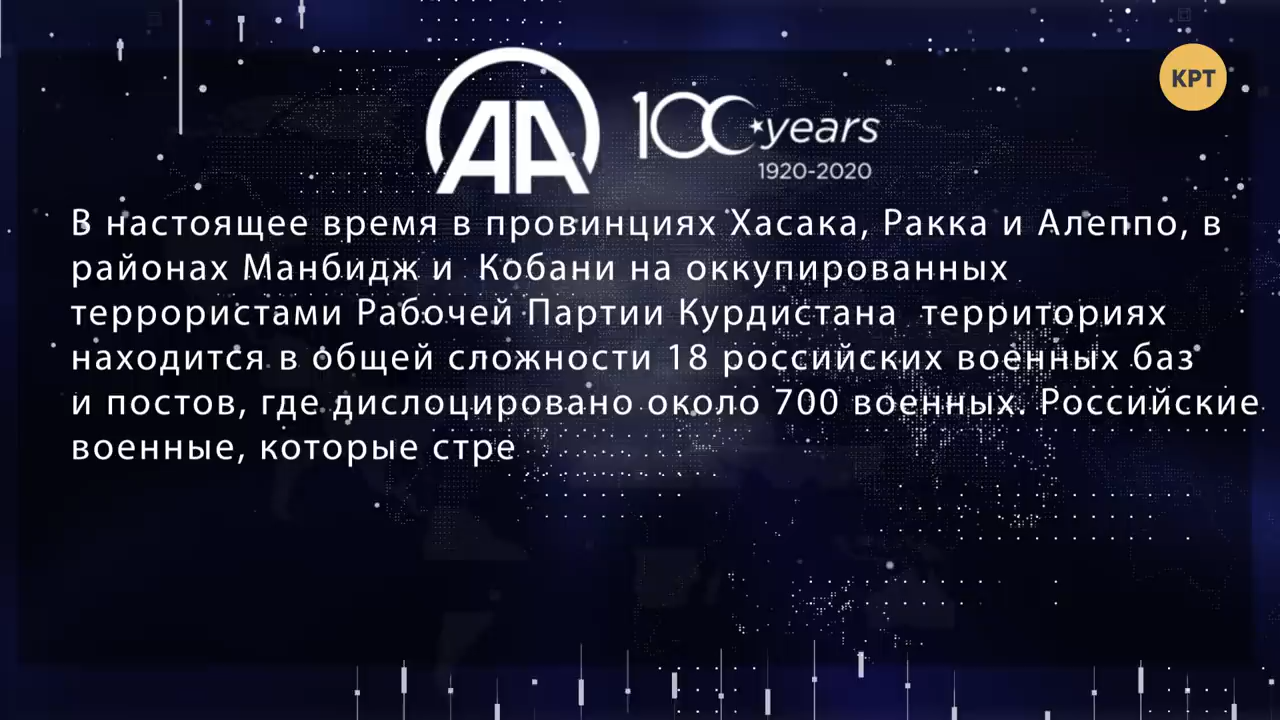 КРТ
AA
100 years
1920-2020
В настоящее время в провинциях Хасака, Ракка и Алеппо, в
районах Манбидж и Кобани на оккупированных
террористами Рабочей Партии Курдистана территориях
находится в общей сложности 18 российских военных баз
и постов, где дислоцировано около 700 военных. Российские
военные, которые стре